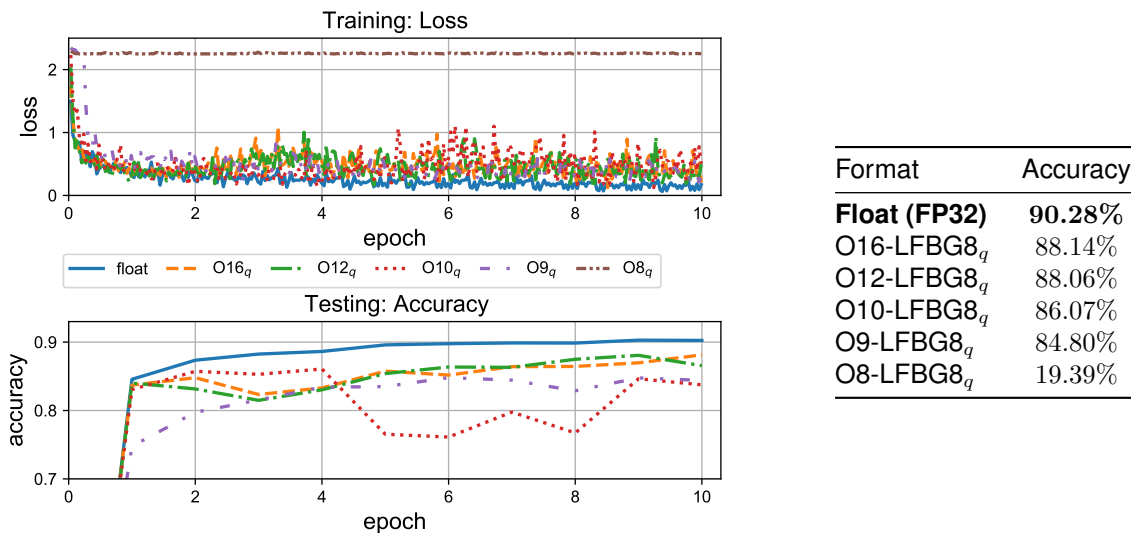 Training: Loss
loss
2
1
0
0 2 4 6 8 10
epoch
float O16q O12q O10q O9q O8q
Testing: Accuracy
accuracy
0.9
0.8
0.7
0 2 4 6 8 10
epoch
Format Accuracy
Float (FP32) 90.28%
O16-LFBG8q 88.14%
O12-LFBG8q 88.06%
O10-LFBG8q 86.07%
O9-LFBG8q 84.80%
O8-LFBG8q 19.39%